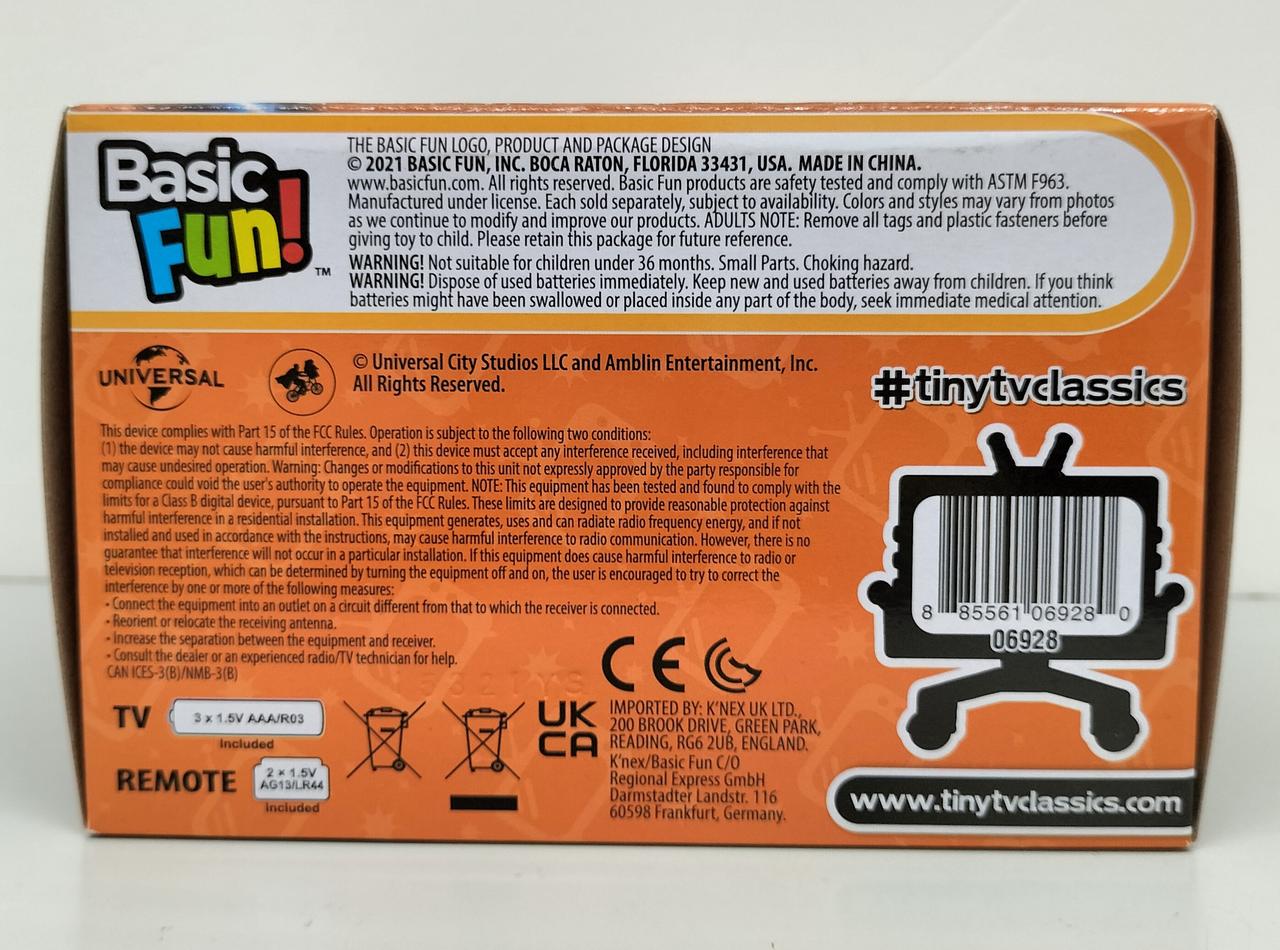 Basic
Fun!
™
THE BASIC FUN LOGO, PRODUCT AND PACKAGE DESIGN
© 2021 BASIC FUN, INC. BOCA RATON, FLORIDA 33431, USA. MADE IN CHINA.
www.basicfun.com. All rights reserved. Basic Fun products are safety tested and comply with ASTM F963.
Manufactured under license. Each sold separately, subject to availability. Colors and styles may vary from photos
as we continue to modify and improve our products. ADULTS NOTE: Remove all tags and plastic fasteners before
giving toy to child. Please retain this package for future reference.
WARNING! Not suitable for children under 36 months. Small Parts. Choking hazard.
WARNING! Dispose of used batteries immediately. Keep new and used batteries away from children. If you think
batteries might have been swallowed or placed inside any part of the body, seek immediate medical attention.
UNIVERSAL
© Universal City Studios LLC and Amblin Entertainment, Inc.
All Rights Reserved.
#tinytvclassics
This device complies with Part 15 of the FCC Rules. Operation is subject to the following two conditions:
(1) the device may not cause harmful interference, and (2) this device must accept any interference received, including interference that
may cause undesired operation. Warning: Changes or modifications to this unit not expressly approved by the party responsible for
compliance could void the user's authority to operate the equipment. NOTE: This equipment has been tested and found to comply with the
limits for a Class B digital device, pursuant to Part 15 of the FCC Rules. These limits are designed to provide reasonable protection against
harmful interference in a residential installation. This equipment generates, uses and can radiate radio frequency energy, and if not
installed and used in accordance with the instructions, may cause harmful interference to radio communication. However, there is no
guarantee that interference will not occur in a particular installation. If this equipment does cause harmful interference to radio or
television reception, which can be determined by turning the equipment off and on, the user is encouraged to try to correct the
interference by one or more of the following measures:
• Connect the equipment into an outlet on a circuit different from that to which the receiver is connected.
• Reorient or relocate the receiving antenna.
• Increase the separation between the equipment and receiver.
• Consult the dealer or an experienced radio/TV technician for help.
CAN ICES-3(B)/NMB-3(B)
8 85561 06928 0
06928
CE
TV
3 x 1.5V AAA/R03
Included
REMOTE
2 x 1.5V
AG13/LR44
Included
UK
CA
IMPORTED BY: K'NEX UK LTD.,
200 BROOK DRIVE, GREEN PARK,
READING, RG6 2UB, ENGLAND.
K'nex/Basic Fun C/O
Regional Express GmbH
Darmstadter Landstr. 116
60598 Frankfurt, Germany.
www.tinytvclassics.com